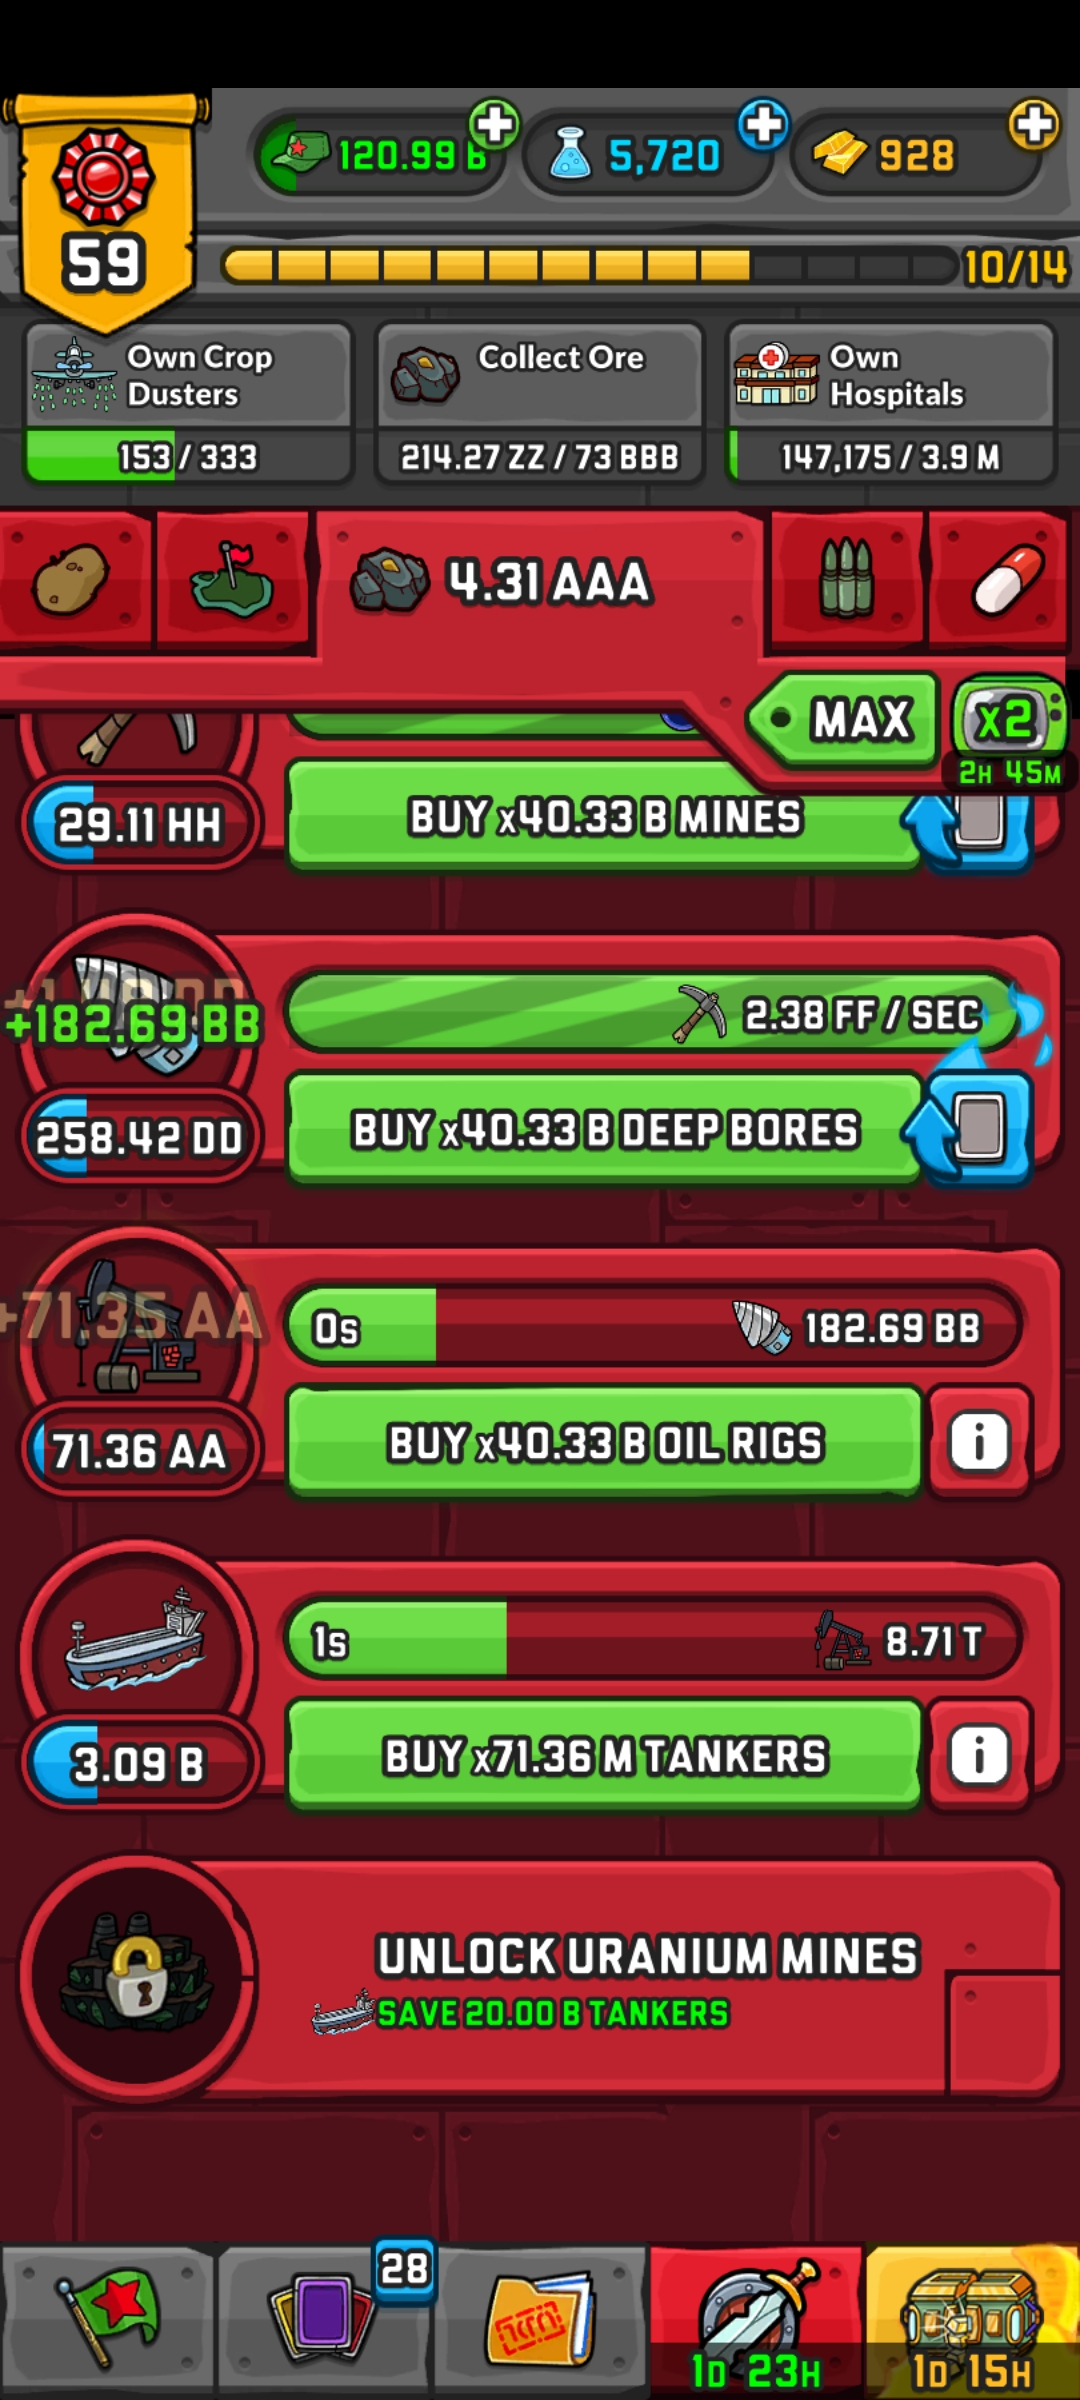 59
120.99 B
5,720
928
10/14
Own Crop
Dusters
153 / 333
Collect Ore
214.27 ZZ / 73 BBB
Own
Hospitals
147,175 / 3.9 M
4.31 AAA
MAX
x2
2H 45M
29.11 HH
BUY x40.33 B MINES
+182.69 BB
2.38 FF / SEC
258.42 DD
BUY x40.33 B DEEP BORES
+71.35 AA
0s
182.69 BB
71.36 AA
BUY x40.33 B OIL RIGS
i
1s
8.71 T
3.09 B
BUY x71.36 M TANKERS
i
UNLOCK URANIUM MINES
SAVE 20.00 B TANKERS
28
1D 23H
1D 15H